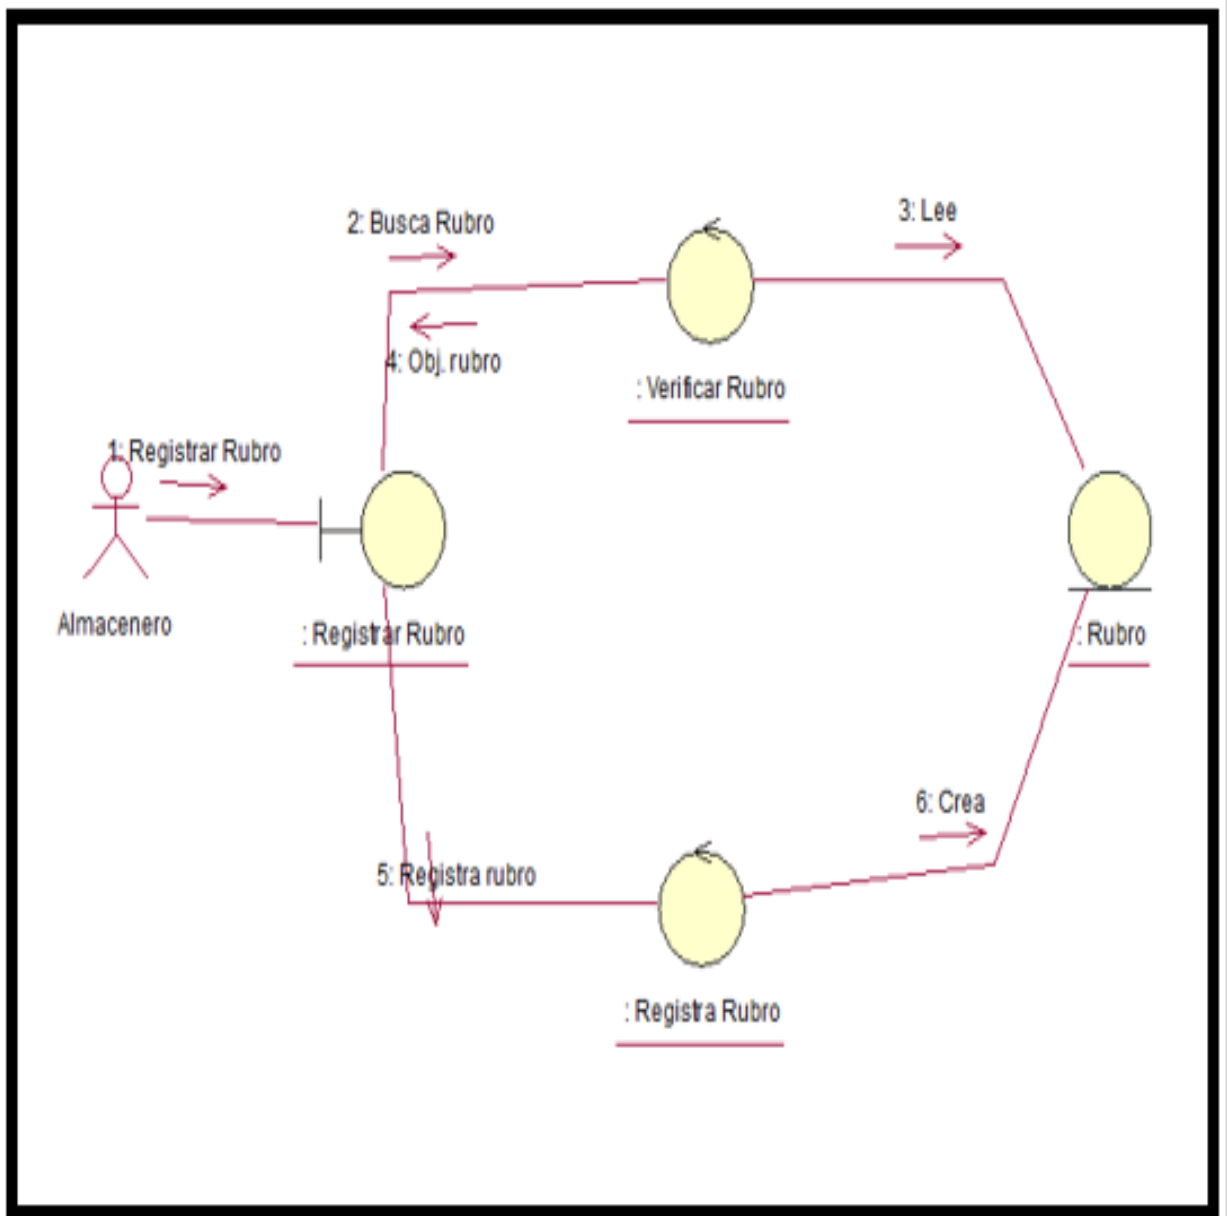 2: Busca Rubro
3: Lee
4: Obj. rubro
: Verificar Rubro
1: Registrar Rubro
Almacenero
: Registrar Rubro
: Rubro
6: Crea
5: Registra rubro
: Registra Rubro